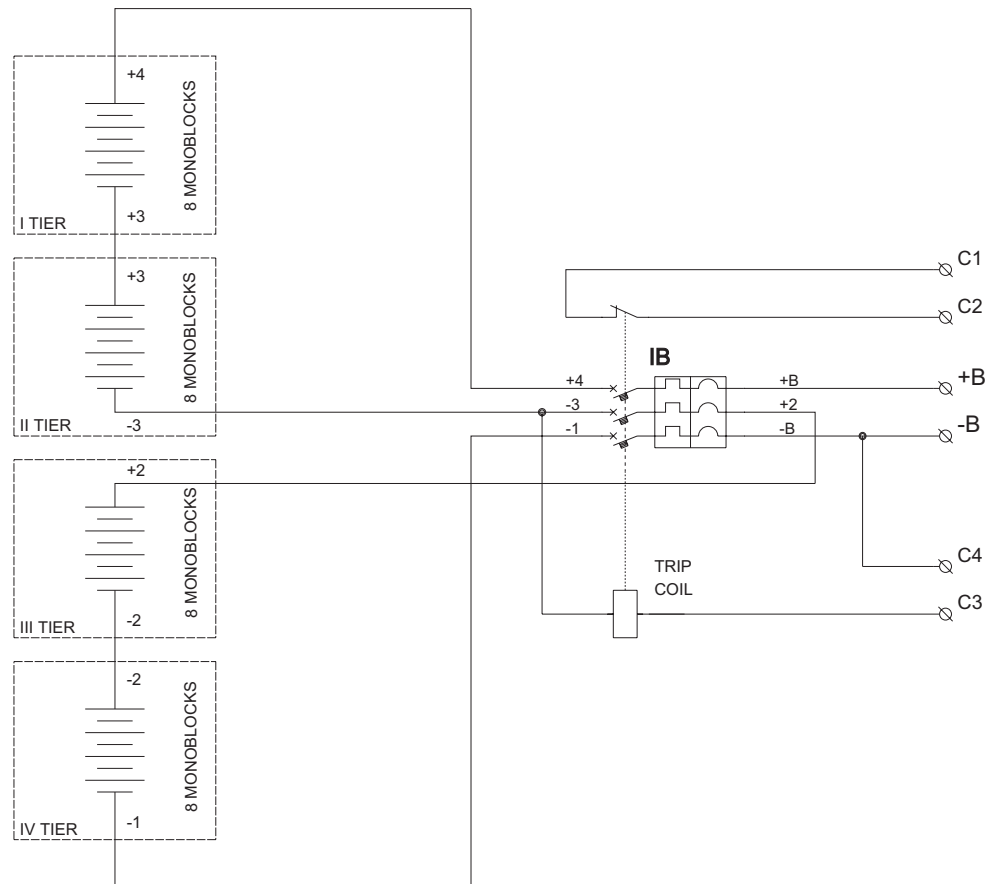 +4
8 MONOBLOCKS
I TIER
+3
+3
8 MONOBLOCKS
II TIER
-3
+2
8 MONOBLOCKS
III TIER
-2
-2
8 MONOBLOCKS
IV TIER
-1
C1
C2
IB
+4
+B
+B
-3
+2
-1
-B
-B
C4
TRIP
COIL
C3